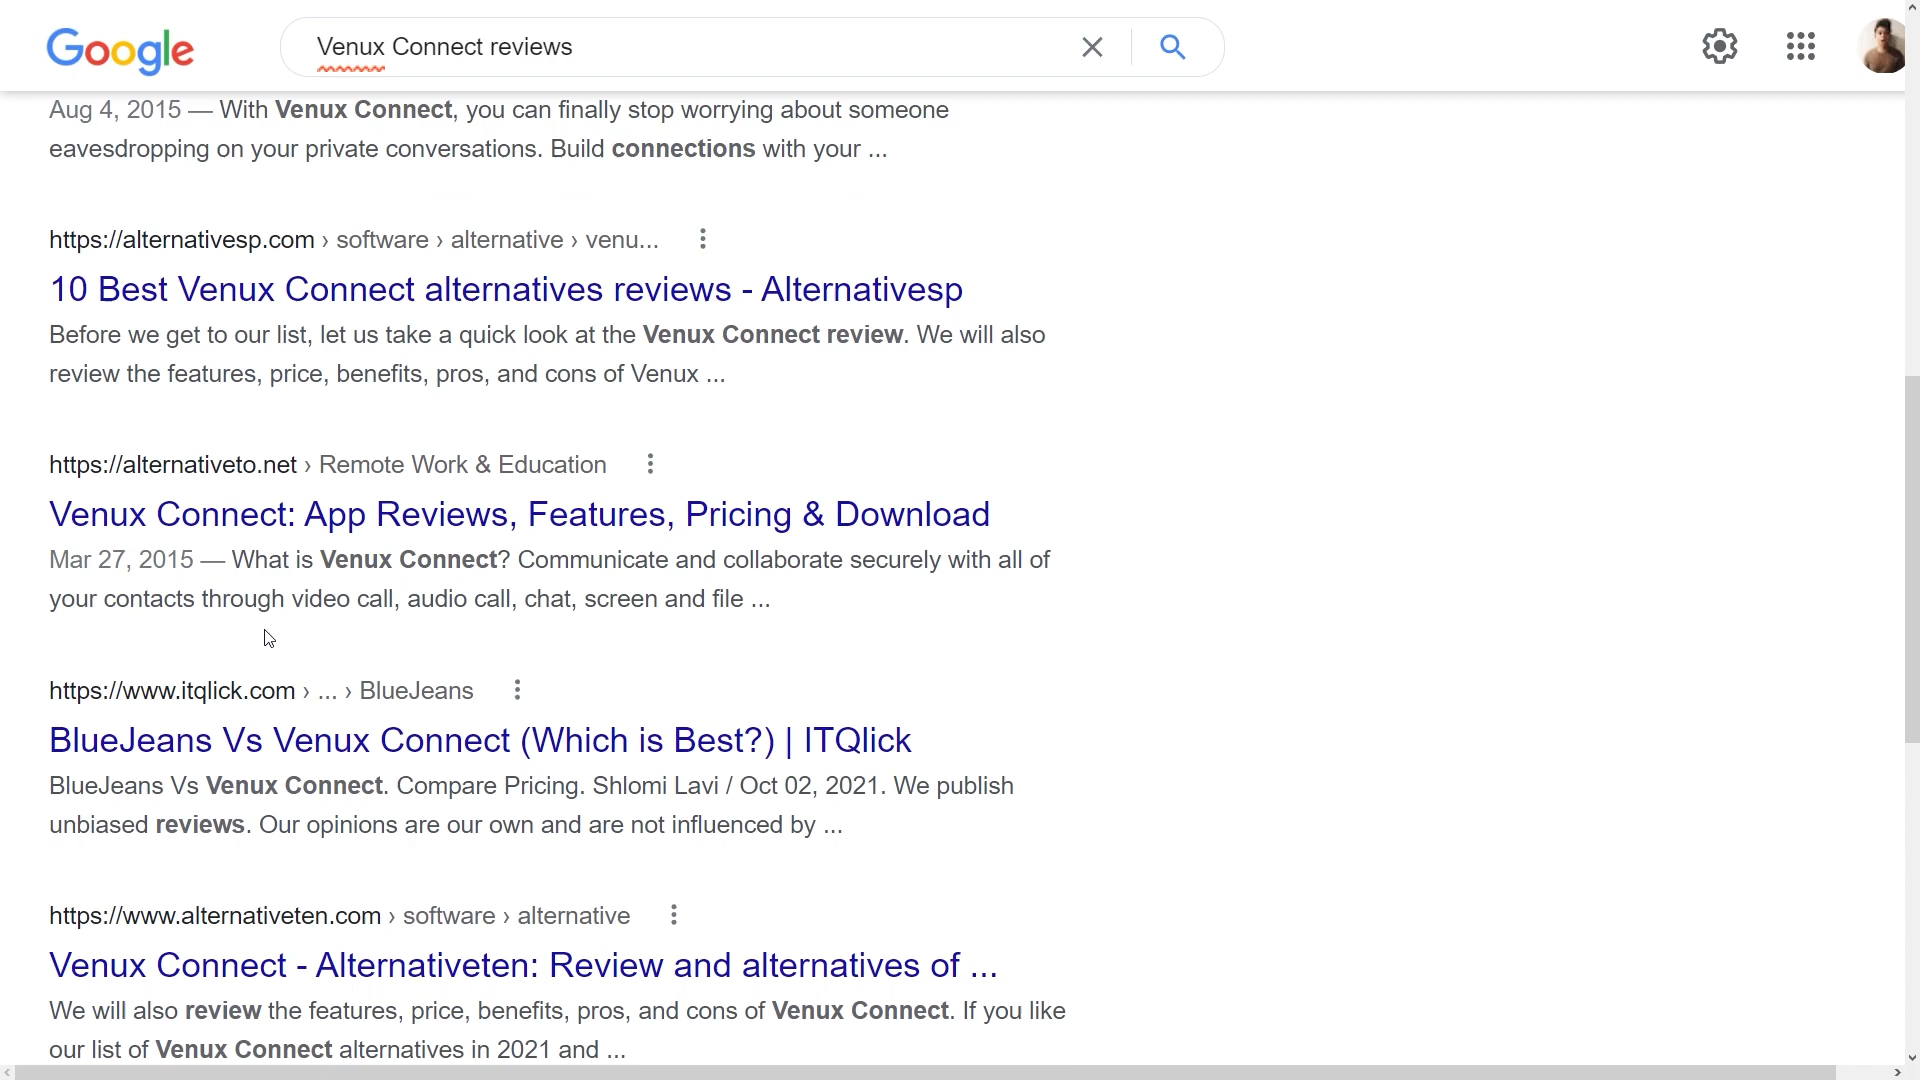 Google
Venux Connect reviews
Aug 4, 2015 — With Venux Connect, you can finally stop worrying about someone
eavesdropping on your private conversations. Build connections with your ...
https://alternativesp.com › software › alternative › venu...
10 Best Venux Connect alternatives reviews - Alternativesp
Before we get to our list, let us take a quick look at the Venux Connect review. We will also
review the features, price, benefits, pros, and cons of Venux ...
https://alternativeto.net › Remote Work & Education
Venux Connect: App Reviews, Features, Pricing & Download
Mar 27, 2015 — What is Venux Connect? Communicate and collaborate securely with all of
your contacts through video call, audio call, chat, screen and file ...
https://www.itqlick.com › ... › BlueJeans
BlueJeans Vs Venux Connect (Which is Best?) | ITQlick
BlueJeans Vs Venux Connect. Compare Pricing. Shlomi Lavi / Oct 02, 2021. We publish
unbiased reviews. Our opinions are our own and are not influenced by ...
https://www.alternativeten.com › software › alternative
Venux Connect - Alternativeten: Review and alternatives of ...
We will also review the features, price, benefits, pros, and cons of Venux Connect. If you like
our list of Venux Connect alternatives in 2021 and ...